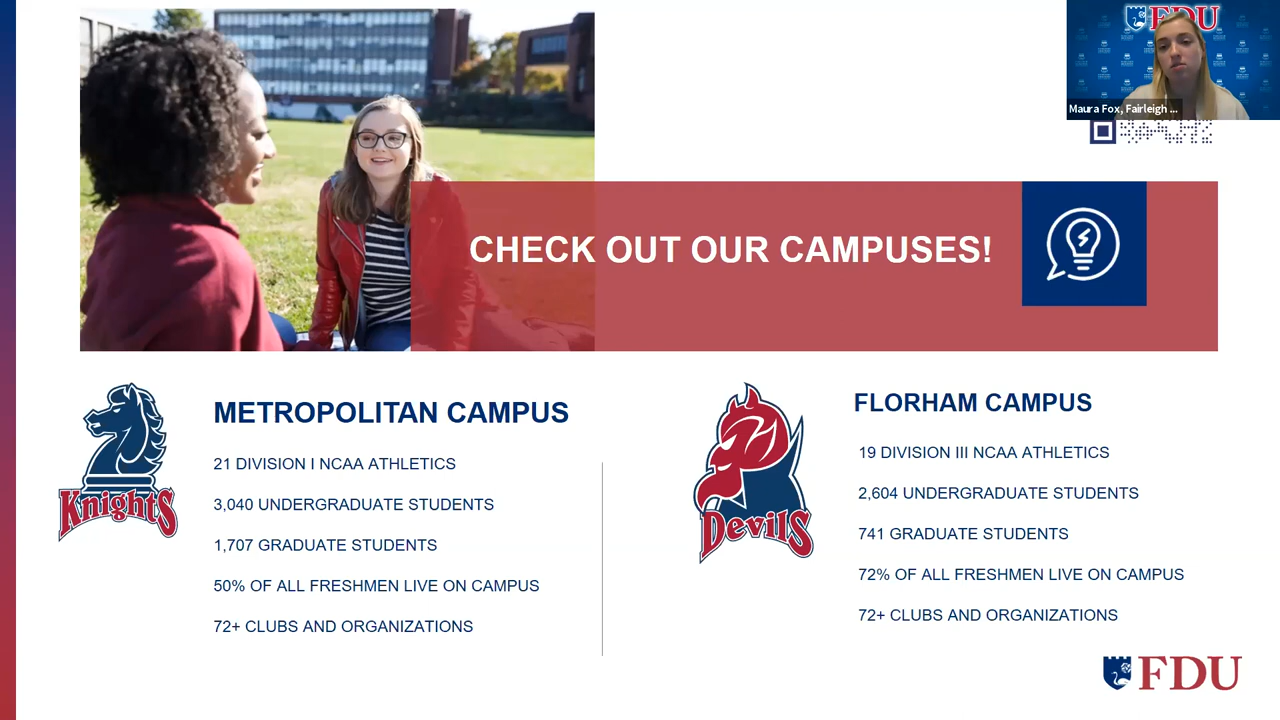 FDU
Maura Fox, Fairleigh ...
CHECK OUT OUR CAMPUSES!
Knights
METROPOLITAN CAMPUS
21 DIVISION I NCAA ATHLETICS
3,040 UNDERGRADUATE STUDENTS
1,707 GRADUATE STUDENTS
50% OF ALL FRESHMEN LIVE ON CAMPUS
72+ CLUBS AND ORGANIZATIONS
Devils
FLORHAM CAMPUS
19 DIVISION III NCAA ATHLETICS
2,604 UNDERGRADUATE STUDENTS
741 GRADUATE STUDENTS
72% OF ALL FRESHMEN LIVE ON CAMPUS
72+ CLUBS AND ORGANIZATIONS
FDU